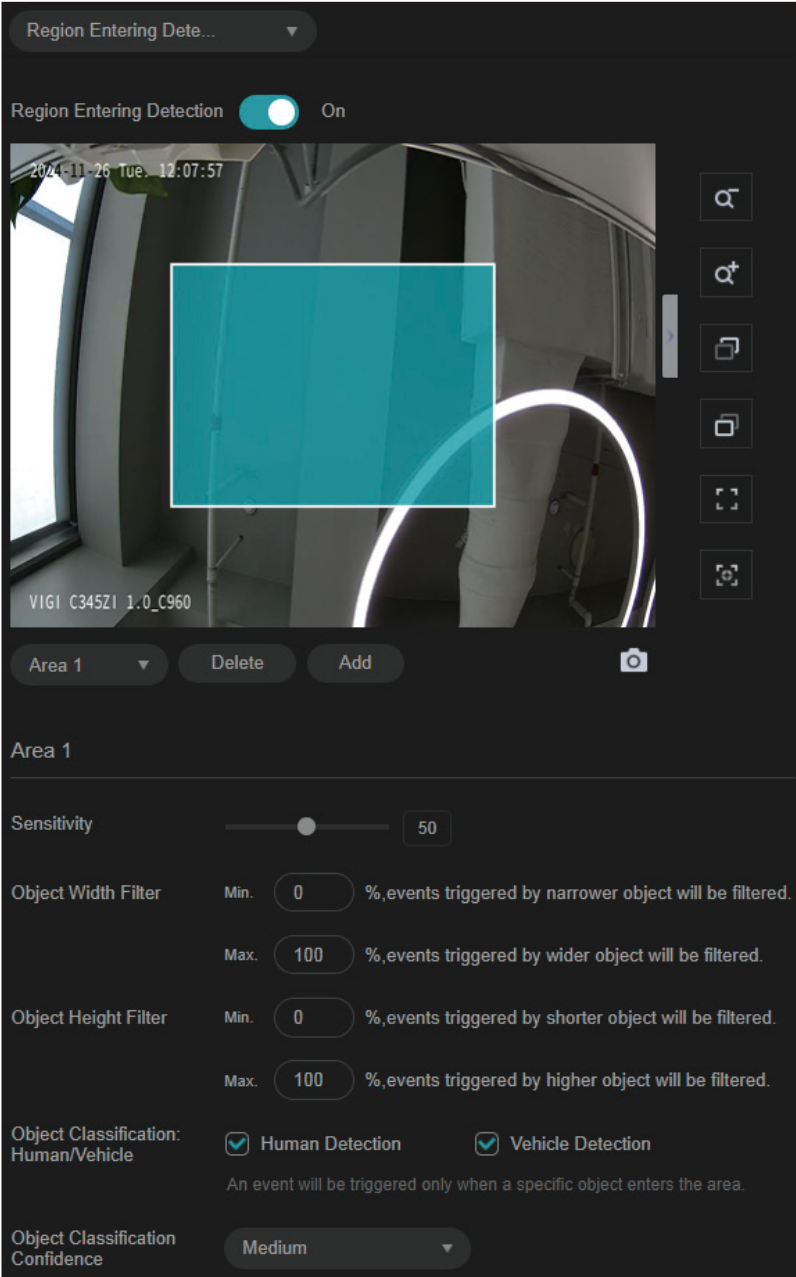 Region Entering Dete...
Region Entering Detection On
2024-11-26 Tue. 12:07:57
VIGI C345ZI 1.0_C960
Area 1 Delete Add
Area 1
Sensitivity 50
Object Width Filter Min. 0 %,events triggered by narrower object will be filtered.
Max. 100 %,events triggered by wider object will be filtered.
Object Height Filter Min. 0 %,events triggered by shorter object will be filtered.
Max. 100 %,events triggered by higher object will be filtered.
Object Classification:
Human/Vehicle
Human Detection Vehicle Detection
An event will be triggered only when a specific object enters the area.
Object Classification
Confidence
Medium